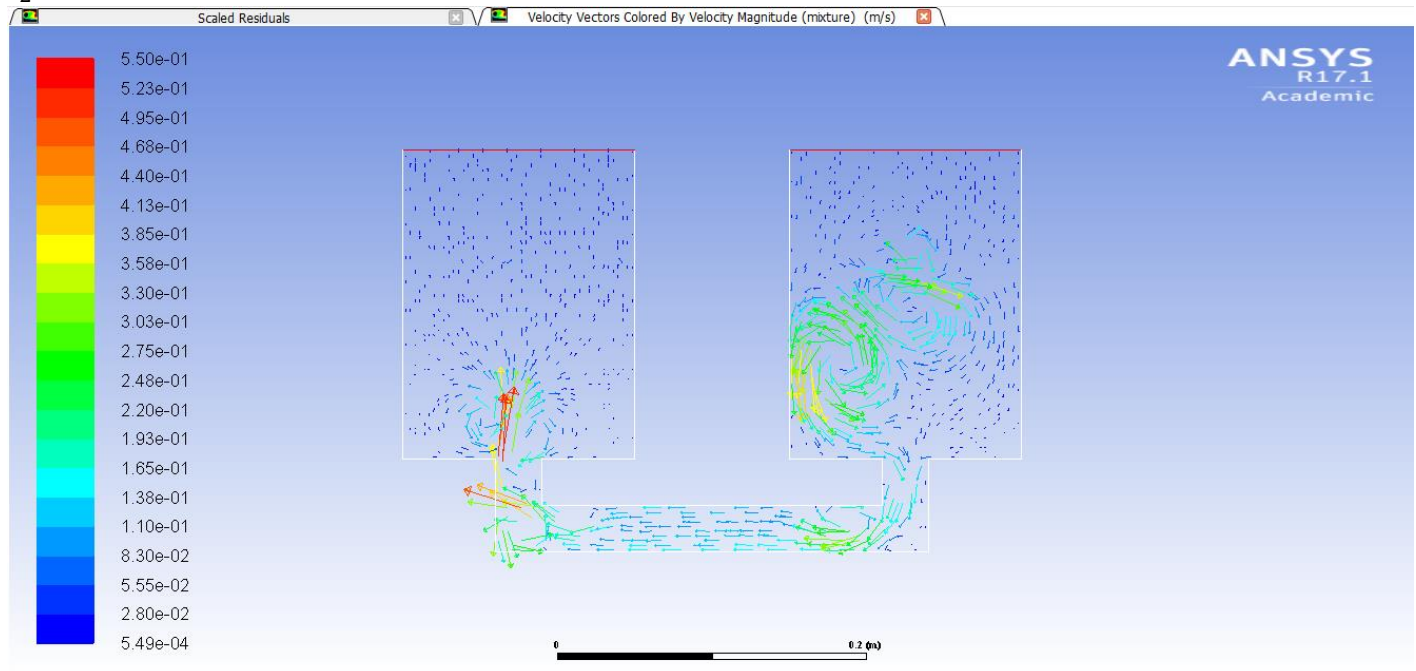 Scaled Residuals
Velocity Vectors Colored By Velocity Magnitude (mixture) (m/s)
ANSYS
R17.1
Academic
5.50e-01
5.23e-01
4.95e-01
4.68e-01
4.40e-01
4.13e-01
3.85e-01
3.58e-01
3.30e-01
3.03e-01
2.75e-01
2.48e-01
2.20e-01
1.93e-01
1.65e-01
1.38e-01
1.10e-01
8.30e-02
5.55e-02
2.80e-02
5.49e-04
0 0.2 (m)